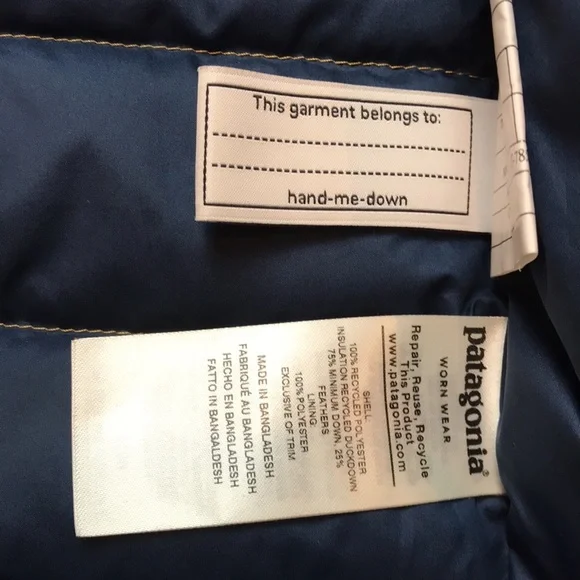 This garment belongs to:
hand-me-down
patagonia®
WORN WEAR
Repair, Reuse, Recycle
This Product
www.patagonia.com
SHELL
100% RECYCLED POLYESTER
INSULATION RECYCLED DUCKDOWN
75% MINIMUM DOWN, 25%
FEATHERS
LINING:
100% POLYESTER
EXCLUSIVE OF TRIM
MADE IN BANGLADESH
FABRIQUÉ AU BANGLADESH
HECHO EN BANGLADESH
FATTO IN BANGALDESH